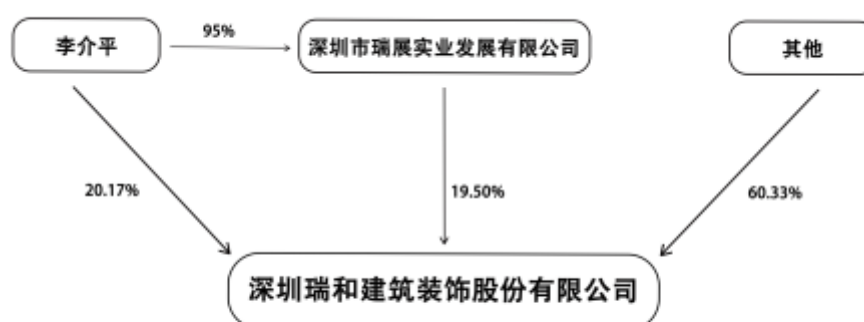 李介平
95%
深圳市瑞展实业发展有限公司
其他
20.17%
19.50%
60.33%
深圳瑞和建筑装饰股份有限公司